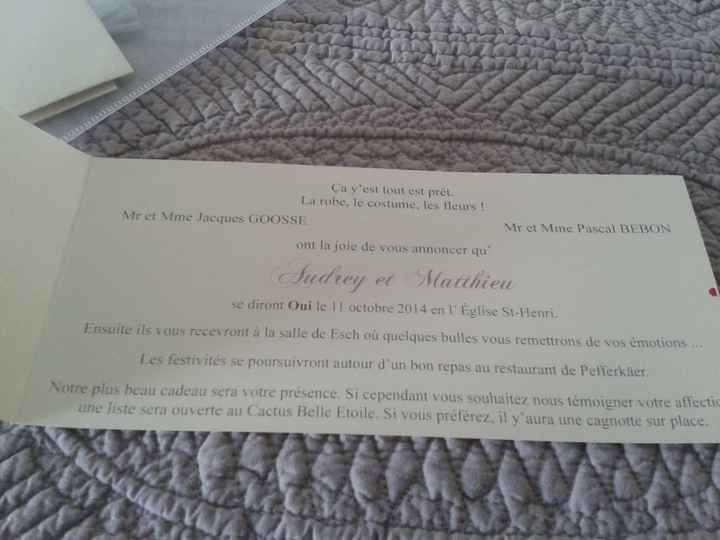 Ça y'est tout est prêt.
La robe, le costume, les fleurs !
Mr et Mme Jacques GOOSSE
Mr et Mme Pascal BEBON
ont la joie de vous annoncer qu'
Audrey et Matthieu
se diront Oui le 11 octobre 2014 en l' Église St-Henri.
Ensuite ils vous recevront à la salle de Esch où quelques bulles vous remettrons de vos émotions ...
Les festivités se poursuivront autour d'un bon repas au restaurant de Pefferkäer.
Notre plus beau cadeau sera votre présence. Si cependant vous souhaitez nous témoigner votre affectio
une liste sera ouverte au Cactus Belle Etoile. Si vous préférez, il y'aura une cagnotte sur place.